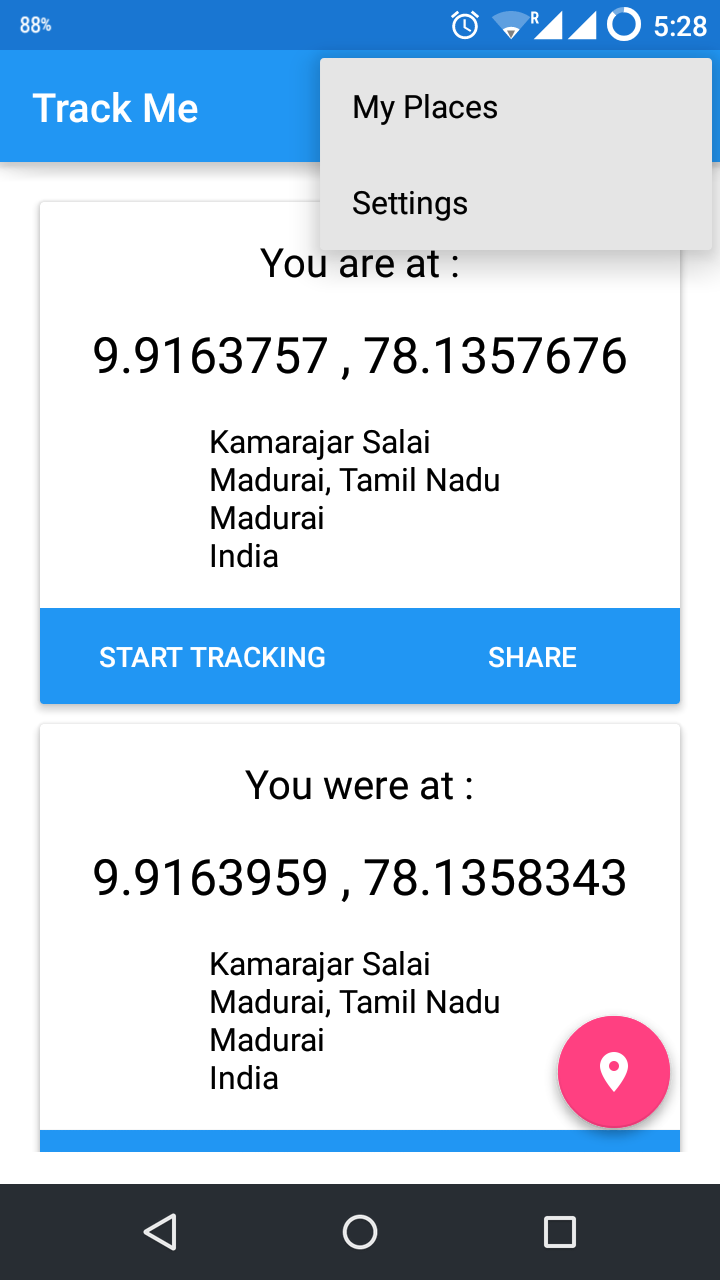 88%
R
5:28
Track Me
My Places
Settings
You are at :
9.9163757 , 78.1357676
Kamarajar Salai
Madurai, Tamil Nadu
Madurai
India
START TRACKING
SHARE
You were at :
9.9163959 , 78.1358343
Kamarajar Salai
Madurai, Tamil Nadu
Madurai
India